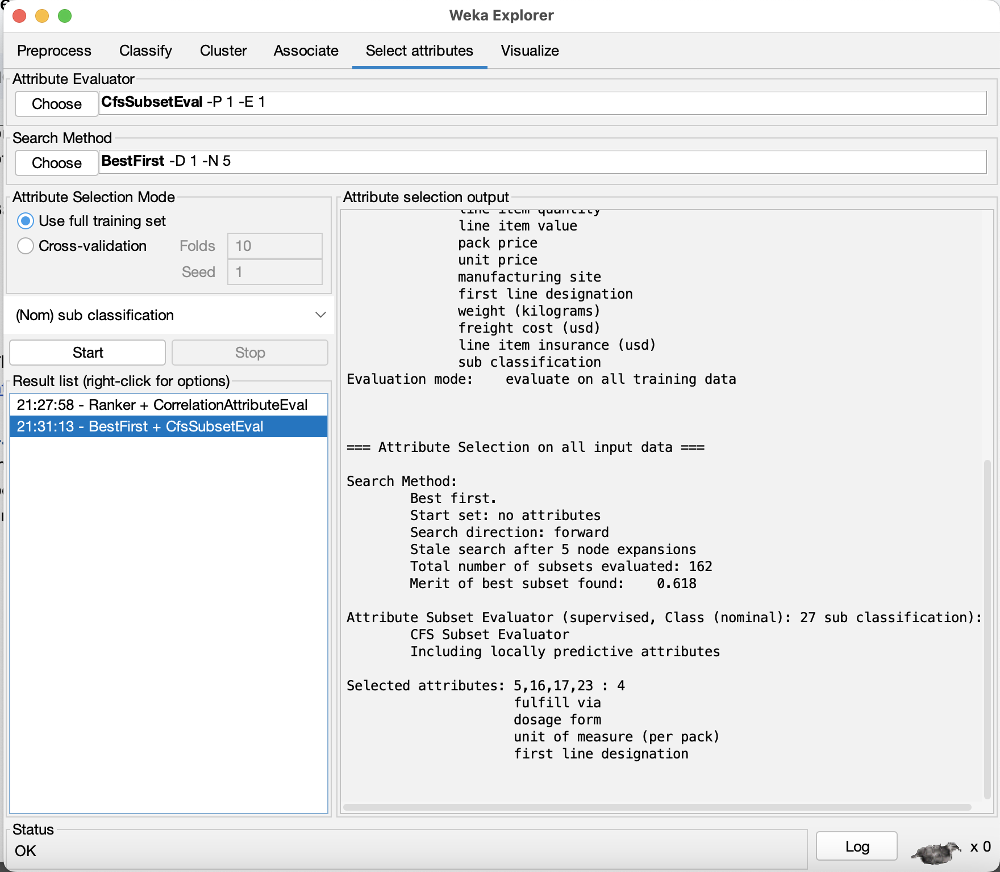 Weka Explorer
Preprocess Classify Cluster Associate Select attributes Visualize
Attribute Evaluator
Choose CfsSubsetEval -P 1 -E 1
Search Method
Choose BestFirst -D 1 -N 5
Attribute Selection Mode
Use full training set
Cross-validation Folds 10
Seed 1
(Nom) sub classification
Start Stop
Result list (right-click for options)
21:27:58 - Ranker + CorrelationAttributeEval
21:31:13 - BestFirst + CfsSubsetEval
Attribute selection output
line item quantity
line item value
pack price
unit price
manufacturing site
first line designation
weight (kilograms)
freight cost (usd)
line item insurance (usd)
sub classification
Evaluation mode: evaluate on all training data
=== Attribute Selection on all input data ===
Search Method:
Best first.
Start set: no attributes
Search direction: forward
Stale search after 5 node expansions
Total number of subsets evaluated: 162
Merit of best subset found: 0.618
Attribute Subset Evaluator (supervised, Class (nominal): 27 sub classification):
CFS Subset Evaluator
Including locally predictive attributes
Selected attributes: 5,16,17,23 : 4
fulfill via
dosage form
unit of measure (per pack)
first line designation
Status
OK
Log x 0